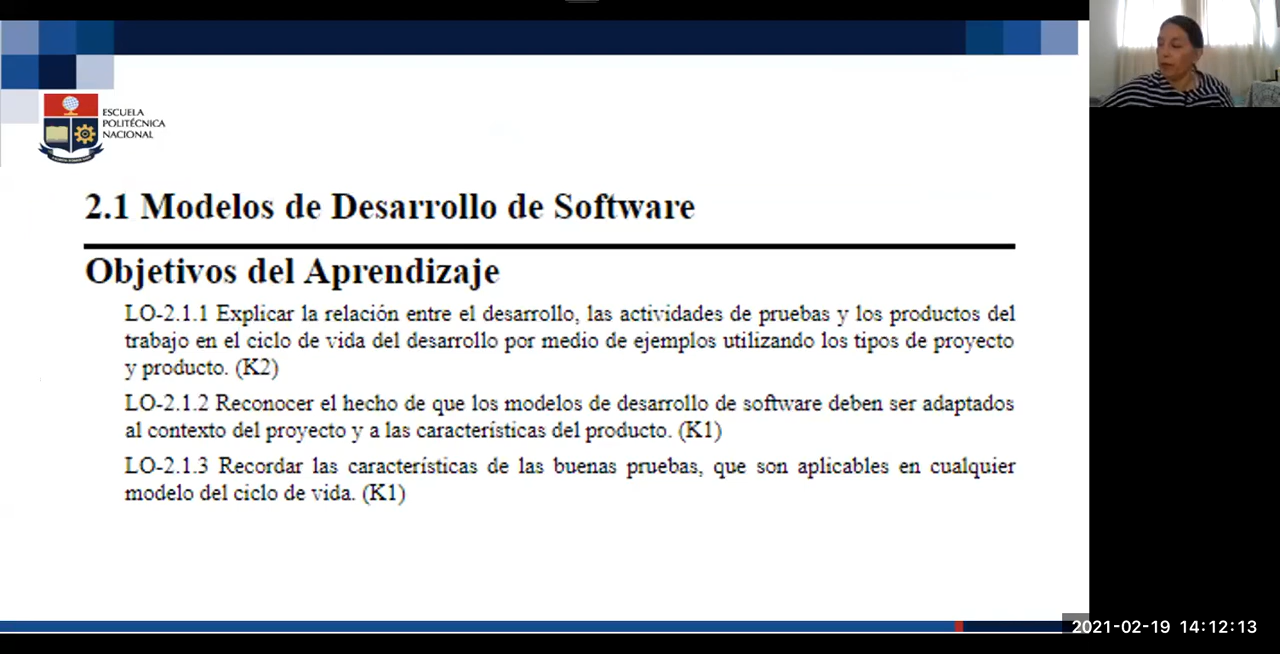 ESCUELA
POLITÉCNICA
NACIONAL
2.1 Modelos de Desarrollo de Software
Objetivos del Aprendizaje
LO-2.1.1 Explicar la relación entre el desarrollo, las actividades de pruebas y los productos del
trabajo en el ciclo de vida del desarrollo por medio de ejemplos utilizando los tipos de proyecto
y producto. (K2)
LO-2.1.2 Reconocer el hecho de que los modelos de desarrollo de software deben ser adaptados
al contexto del proyecto y a las características del producto. (K1)
LO-2.1.3 Recordar las características de las buenas pruebas, que son aplicables en cualquier
modelo del ciclo de vida. (K1)
2021-02-19 14:12:13